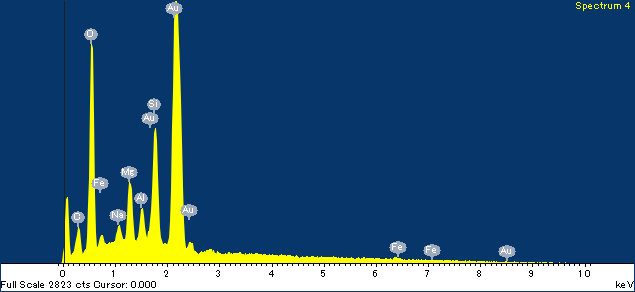 Spectrum 4
Au
O
Si
Au
Fe
Mg
Al
O
Na
Au
Fe
Fe
Au
0 1 2 3 4 5 6 7 8 9 10
Full Scale 2823 cts Cursor: 0.000 keV